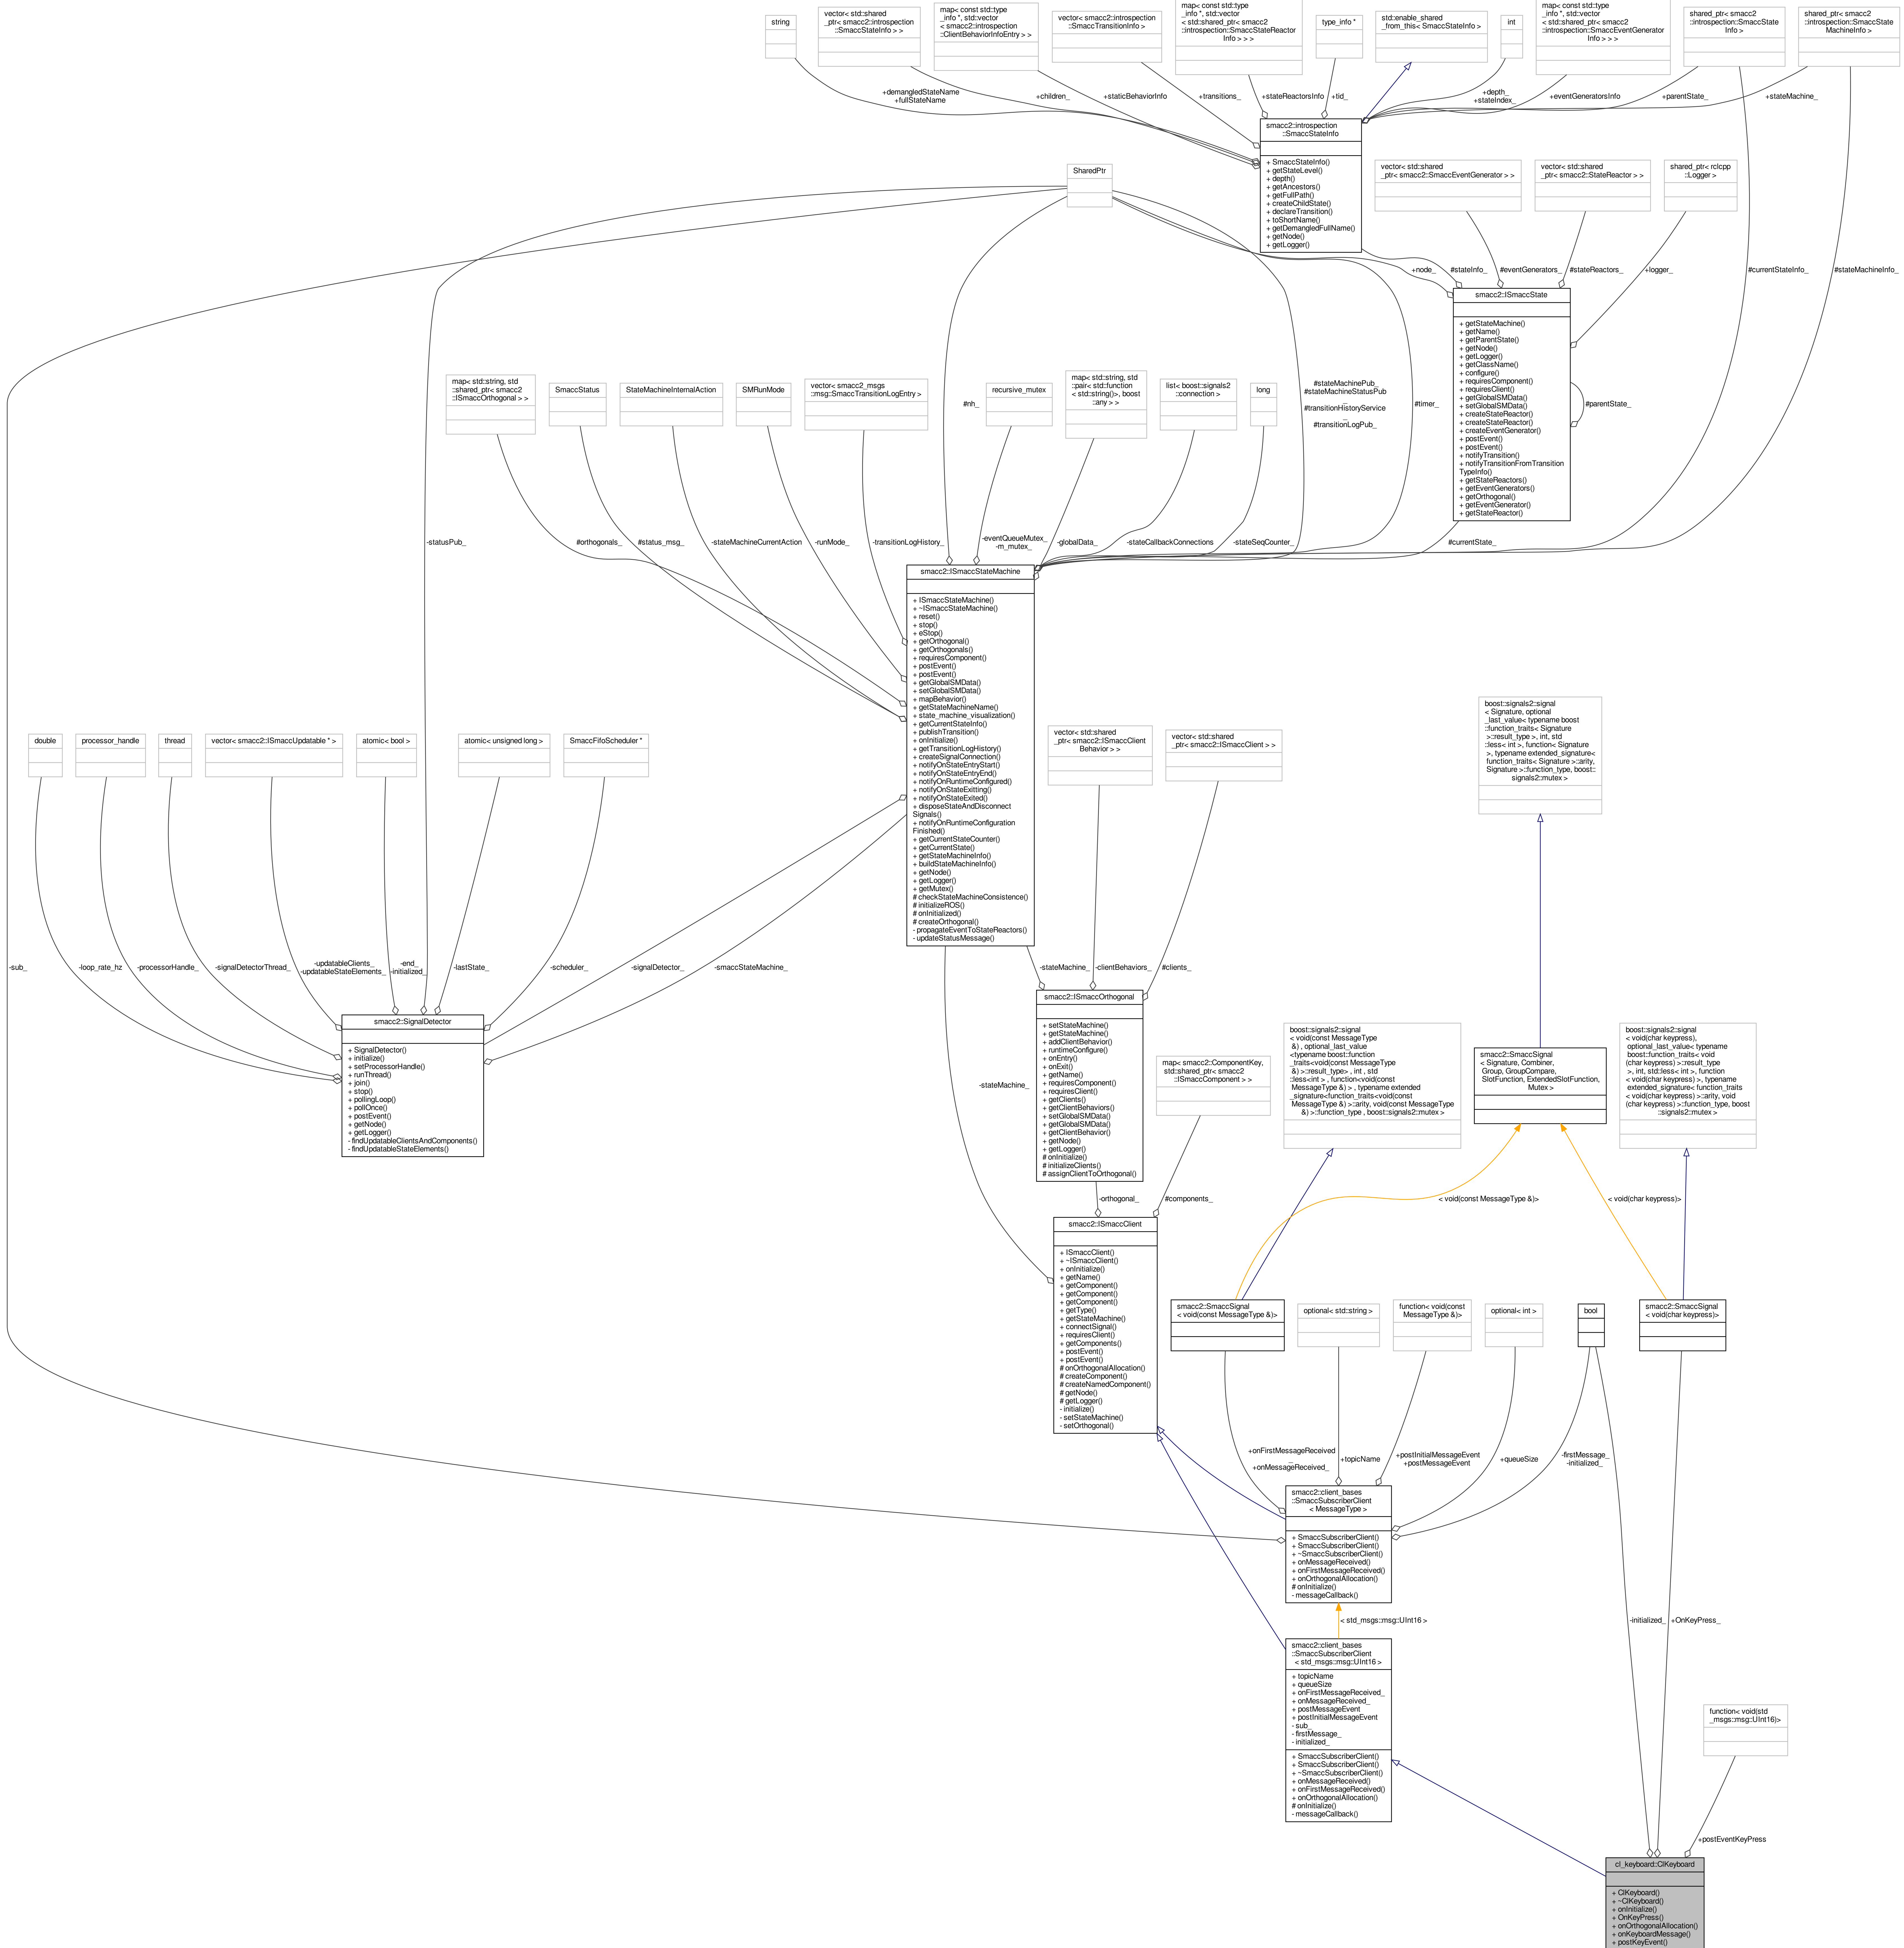 string
vector< std::shared
_ptr< smacc2::introspection
::SmaccStateInfo > >
map< const std::type
_info *, std::vector
< smacc2::introspection
::ClientBehaviorInfoEntry > >
vector< smacc2::introspection
::SmaccTransitionInfo >
map< const std::type
_info *, std::vector
< std::shared_ptr< smacc2
::introspection::SmaccStateReactor
Info > > >
type_info *
std::enable_shared
_from_this< SmaccStateInfo >
int
map< const std::type
_info *, std::vector
< std::shared_ptr< smacc2
::introspection::SmaccEventGenerator
Info > > >
shared_ptr< smacc2
::introspection::SmaccState
Info >
shared_ptr< smacc2
::introspection::SmaccState
MachineInfo >
+demangledStateName
+fullStateName
+children_
+staticBehaviorInfo
+transitions_
+stateReactorsInfo
+tid_
+depth_
+stateIndex_
+eventGeneratorsInfo
+parentState_
+stateMachine_
smacc2::introspection
::SmaccStateInfo
+ SmaccStateInfo()
+ getStateLevel()
+ depth()
+ getAncestors()
+ getFullPath()
+ createChildState()
+ declareTransition()
+ toShortName()
+ getDemangledFullName()
+ getNode()
+ getLogger()
SharedPtr
vector< std::shared
_ptr< smacc2::SmaccEventGenerator > >
vector< std::shared
_ptr< smacc2::StateReactor > >
shared_ptr< rclcpp
::Logger >
+node_
#stateInfo_
#eventGenerators_
#stateReactors_
+logger_
#currentStateInfo_
#stateMachineInfo_
smacc2::ISmaccState
+ getStateMachine()
+ getName()
+ getParentState()
+ getNode()
+ getLogger()
+ getClassName()
+ configure()
+ requiresComponent()
+ requiresClient()
+ getGlobalSMData()
+ setGlobalSMData()
+ createStateReactor()
+ createStateReactor()
+ createEventGenerator()
+ postEvent()
+ postEvent()
+ notifyTransition()
+ notifyTransitionFromTransition
TypeInfo()
+ getStateReactors()
+ getEventGenerators()
+ getOrthogonal()
+ getEventGenerator()
+ getStateReactor()
#parentState_
map< std::string, std
::shared_ptr< smacc2
::ISmaccOrthogonal > >
SmaccStatus
StateMachineInternalAction
SMRunMode
vector< smacc2_msgs
::msg::SmaccTransitionLogEntry >
#nh_
recursive_mutex
map< std::string, std
::pair< std::function
< std::string()>, boost
::any > >
list< boost::signals2
::connection >
long
#stateMachinePub_
#stateMachineStatusPub
_
#transitionHistoryService
_
#transitionLogPub_
#timer_
-statusPub_
#orthogonals_
#status_msg_
-stateMachineCurrentAction
-runMode_
-transitionLogHistory_
-eventQueueMutex_
-m_mutex_
-globalData_
-stateCallbackConnections
-stateSeqCounter_
#currentState_
smacc2::ISmaccStateMachine
+ ISmaccStateMachine()
+ ~ISmaccStateMachine()
+ reset()
+ stop()
+ eStop()
+ getOrthogonal()
+ getOrthogonals()
+ requiresComponent()
+ postEvent()
+ postEvent()
+ getGlobalSMData()
+ setGlobalSMData()
+ mapBehavior()
+ getStateMachineName()
+ state_machine_visualization()
+ getCurrentStateInfo()
+ publishTransition()
+ onInitialize()
+ getTransitionLogHistory()
+ createSignalConnection()
+ notifyOnStateEntryStart()
+ notifyOnStateEntryEnd()
+ notifyOnRuntimeConfigured()
+ notifyOnStateExitting()
+ notifyOnStateExited()
+ disposeStateAndDisconnect
Signals()
+ notifyOnRuntimeConfiguration
Finished()
+ getCurrentStateCounter()
+ getCurrentState()
+ getStateMachineInfo()
+ buildStateMachineInfo()
+ getNode()
+ getLogger()
+ getMutex()
# checkStateMachineConsistence()
# initializeROS()
# onInitialized()
# createOrthogonal()
- propagateEventToStateReactors()
- updateStatusMessage()
double
processor_handle
thread
vector< smacc2::ISmaccUpdatable * >
atomic< bool >
atomic< unsigned long >
SmaccFifoScheduler *
vector< std::shared
_ptr< smacc2::ISmaccClient
Behavior > >
vector< std::shared
_ptr< smacc2::ISmaccClient > >
boost::signals2::signal
< Signature, optional
_last_value< typename boost
::function_traits< Signature
>::result_type >, int, std
::less< int >, function< Signature
>, typename extended_signature<
function_traits< Signature >::arity,
Signature >::function_type, boost::
signals2::mutex >
-sub_
-loop_rate_hz
-processorHandle_
-signalDetectorThread_
-updatableClients_
-updatableStateElements_
-end_
-initialized_
-lastState_
-scheduler_
-signalDetector_
-smaccStateMachine_
-stateMachine_
-clientBehaviors_
#clients_
smacc2::SignalDetector
+ SignalDetector()
+ initialize()
+ setProcessorHandle()
+ runThread()
+ join()
+ stop()
+ pollingLoop()
+ pollOnce()
+ postEvent()
+ getNode()
+ getLogger()
- findUpdatableClientsAndComponents()
- findUpdatableStateElements()
smacc2::ISmaccOrthogonal
+ setStateMachine()
+ getStateMachine()
+ addClientBehavior()
+ runtimeConfigure()
+ onEntry()
+ onExit()
+ getName()
+ requiresComponent()
+ requiresClient()
+ getClients()
+ getClientBehaviors()
+ setGlobalSMData()
+ getGlobalSMData()
+ getClientBehavior()
+ getNode()
+ getLogger()
# onInitialize()
# initializeClients()
# assignClientToOrthogonal()
map< smacc2::ComponentKey,
std::shared_ptr< smacc2
::ISmaccComponent > >
boost::signals2::signal
< void(const MessageType
&) , optional_last_value
<typename boost::function
_traits<void(const MessageType
&) >::result_type> , int , std
::less<int > , function<void(const
MessageType &) > , typename extended
_signature<function_traits<void(const
MessageType &) >::arity, void(const MessageType
&) >::function_type , boost::signals2::mutex >
smacc2::SmaccSignal
< Signature, Combiner,
Group, GroupCompare,
SlotFunction, ExtendedSlotFunction,
Mutex >
boost::signals2::signal
< void(char keypress),
optional_last_value< typename
boost::function_traits< void
(char keypress) >::result_type
>, int, std::less< int >, function
< void(char keypress) >, typename
extended_signature< function_traits
< void(char keypress) >::arity, void
(char keypress) >::function_type, boost
::signals2::mutex >
-stateMachine_
-orthogonal_
#components_
< void(const MessageType &)>
< void(char keypress)>
smacc2::ISmaccClient
+ ISmaccClient()
+ ~ISmaccClient()
+ onInitialize()
+ getName()
+ getComponent()
+ getComponent()
+ getComponent()
+ getType()
+ getStateMachine()
+ connectSignal()
+ requiresClient()
+ getComponents()
+ postEvent()
+ postEvent()
# onOrthogonalAllocation()
# createComponent()
# createNamedComponent()
# getNode()
# getLogger()
- initialize()
- setStateMachine()
- setOrthogonal()
smacc2::SmaccSignal
< void(const MessageType &)>
optional< std::string >
function< void(const
MessageType &)>
optional< int >
bool
smacc2::SmaccSignal
< void(char keypress)>
+onFirstMessageReceived
_
+onMessageReceived_
+topicName
+postInitialMessageEvent
+postMessageEvent
+queueSize
-firstMessage_
-initialized_
smacc2::client_bases
::SmaccSubscriberClient
< MessageType >
+ SmaccSubscriberClient()
+ SmaccSubscriberClient()
+ ~SmaccSubscriberClient()
+ onMessageReceived()
+ onFirstMessageReceived()
+ onOrthogonalAllocation()
# onInitialize()
- messageCallback()
< std_msgs::msg::UInt16 >
-initialized_
+OnKeyPress_
smacc2::client_bases
::SmaccSubscriberClient
< std_msgs::msg::UInt16 >
+ topicName
+ queueSize
+ onFirstMessageReceived_
+ onMessageReceived_
+ postMessageEvent
+ postInitialMessageEvent
- sub_
- firstMessage_
- initialized_
+ SmaccSubscriberClient()
+ SmaccSubscriberClient()
+ ~SmaccSubscriberClient()
+ onMessageReceived()
+ onFirstMessageReceived()
+ onOrthogonalAllocation()
# onInitialize()
- messageCallback()
function< void(std
_msgs::msg::UInt16)>
+postEventKeyPress
cl_keyboard::ClKeyboard
+ ClKeyboard()
+ ~ClKeyboard()
+ onInitialize()
+ OnKeyPress()
+ onOrthogonalAllocation()
+ onKeyboardMessage()
+ postKeyEvent()